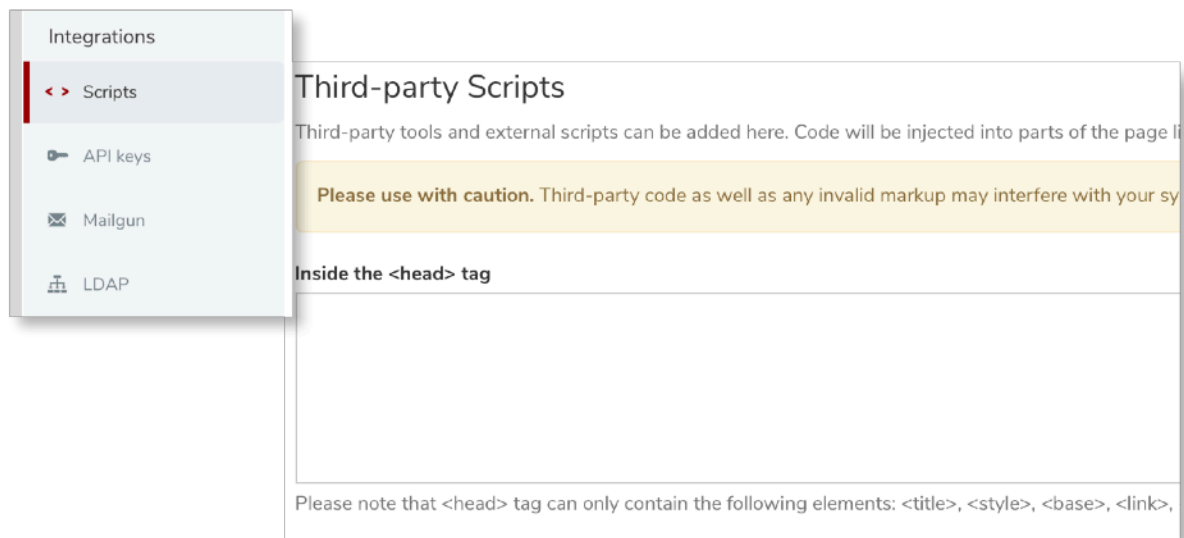 Integrations
< > Scripts
API keys
Mailgun
LDAP
Third-party Scripts
Third-party tools and external scripts can be added here. Code will be injected into parts of the page li
Please use with caution. Third-party code as well as any invalid markup may interfere with your sy
Inside the <head> tag
Please note that <head> tag can only contain the following elements: <title>, <style>, <base>, <link>,